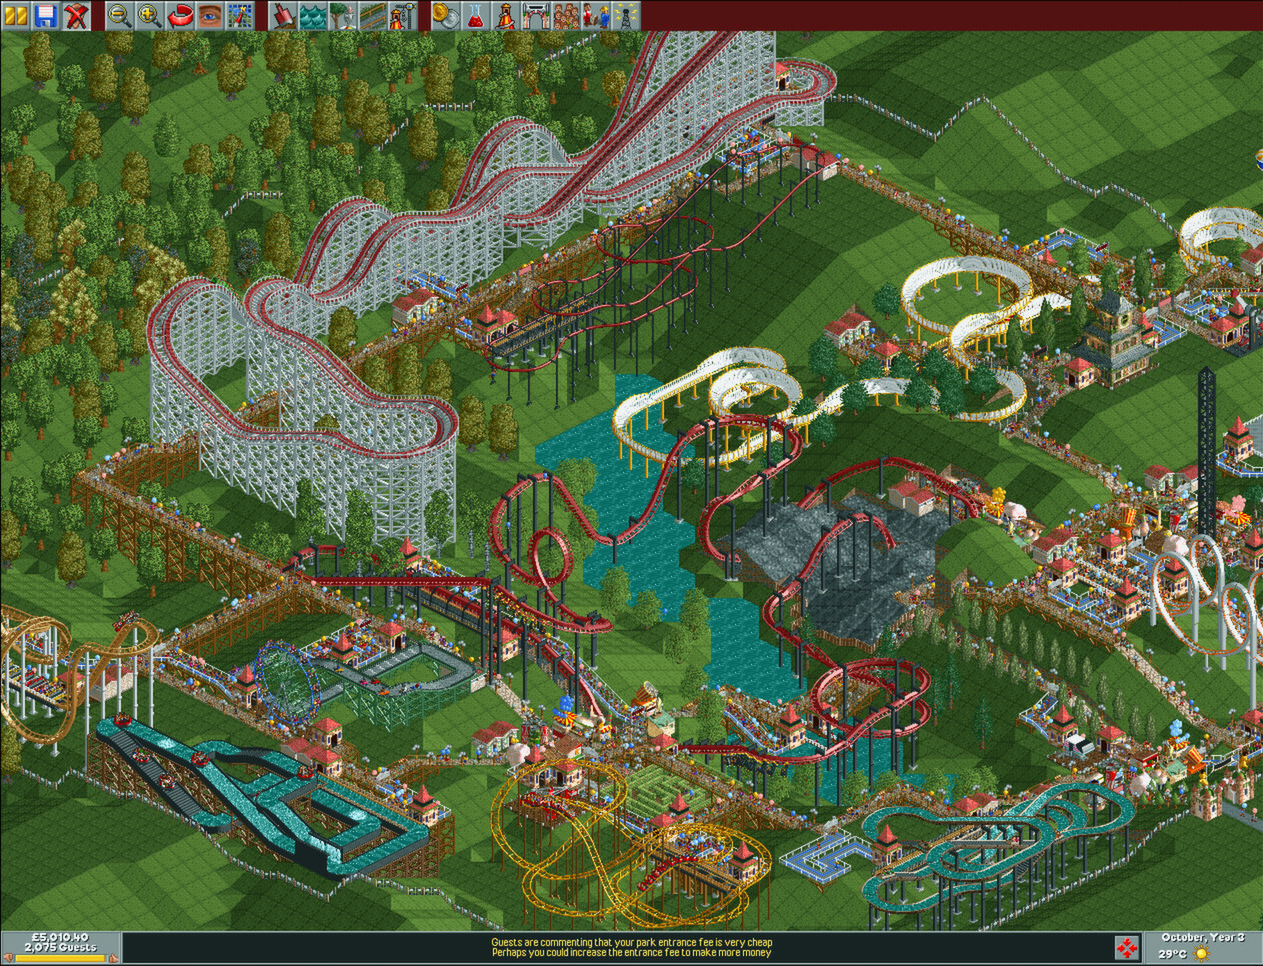 £5,010.40
2,075 Guests
Guests are commenting that your park entrance fee is very cheap
Perhaps you could increase the entrance fee to make more money
October, Year 3
29°C